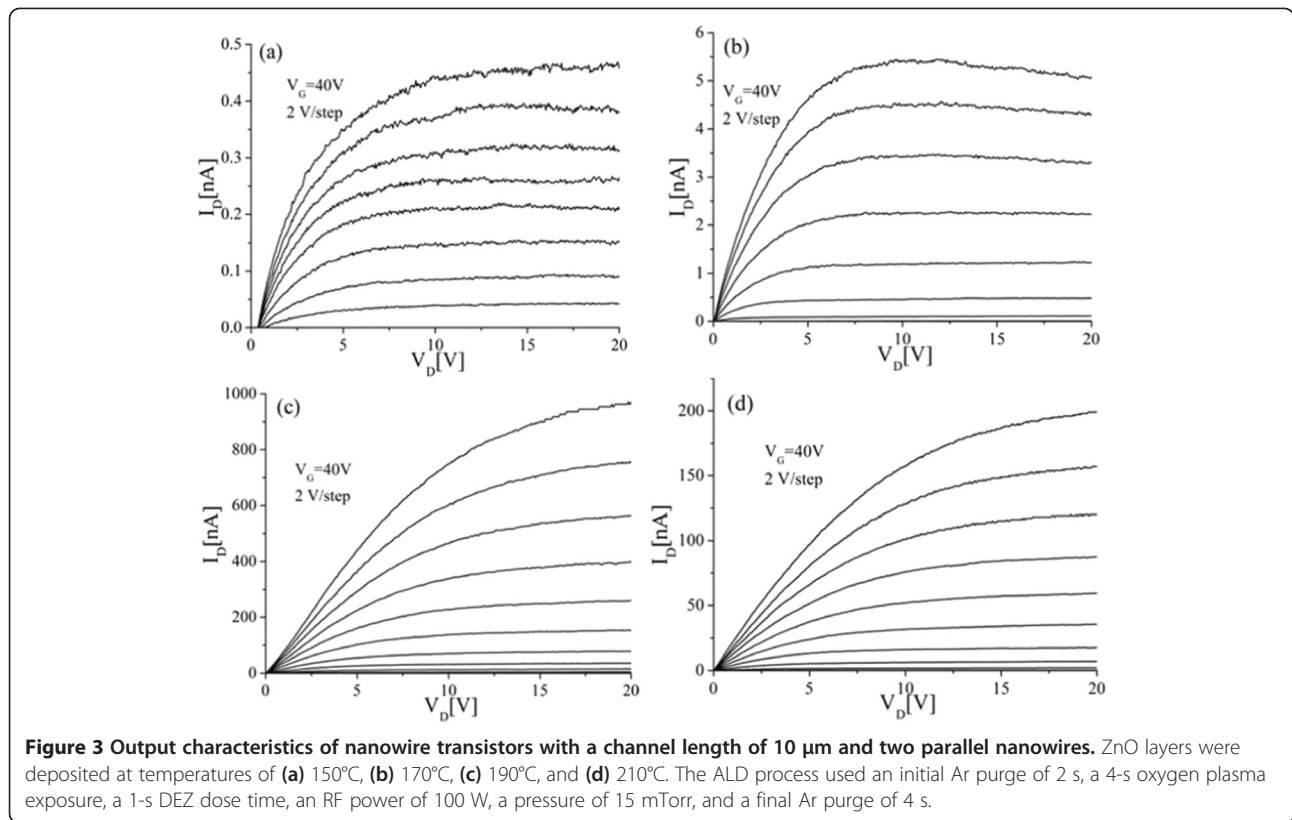 (a)
V_G=40V
2 V/step
I_D[nA]
0.5
0.4
0.3
0.2
0.1
0.0
0 5 10 15 20
V_D[V]
(b)
V_G=40V
2 V/step
I_D[nA]
6
5
4
3
2
1
0
0 5 10 15 20
V_D[V]
(c)
V_G=40V
2 V/step
I_D[nA]
1000
800
600
400
200
0
0 5 10 15 20
V_D[V]
(d)
V_G=40V
2 V/step
I_D[nA]
200
150
100
50
0
0 5 10 15 20
V_D[V]
Figure 3 Output characteristics of nanowire transistors with a channel length of 10 μm and two parallel nanowires. ZnO layers were
deposited at temperatures of (a) 150°C, (b) 170°C, (c) 190°C, and (d) 210°C. The ALD process used an initial Ar purge of 2 s, a 4-s oxygen plasma
exposure, a 1-s DEZ dose time, an RF power of 100 W, a pressure of 15 mTorr, and a final Ar purge of 4 s.